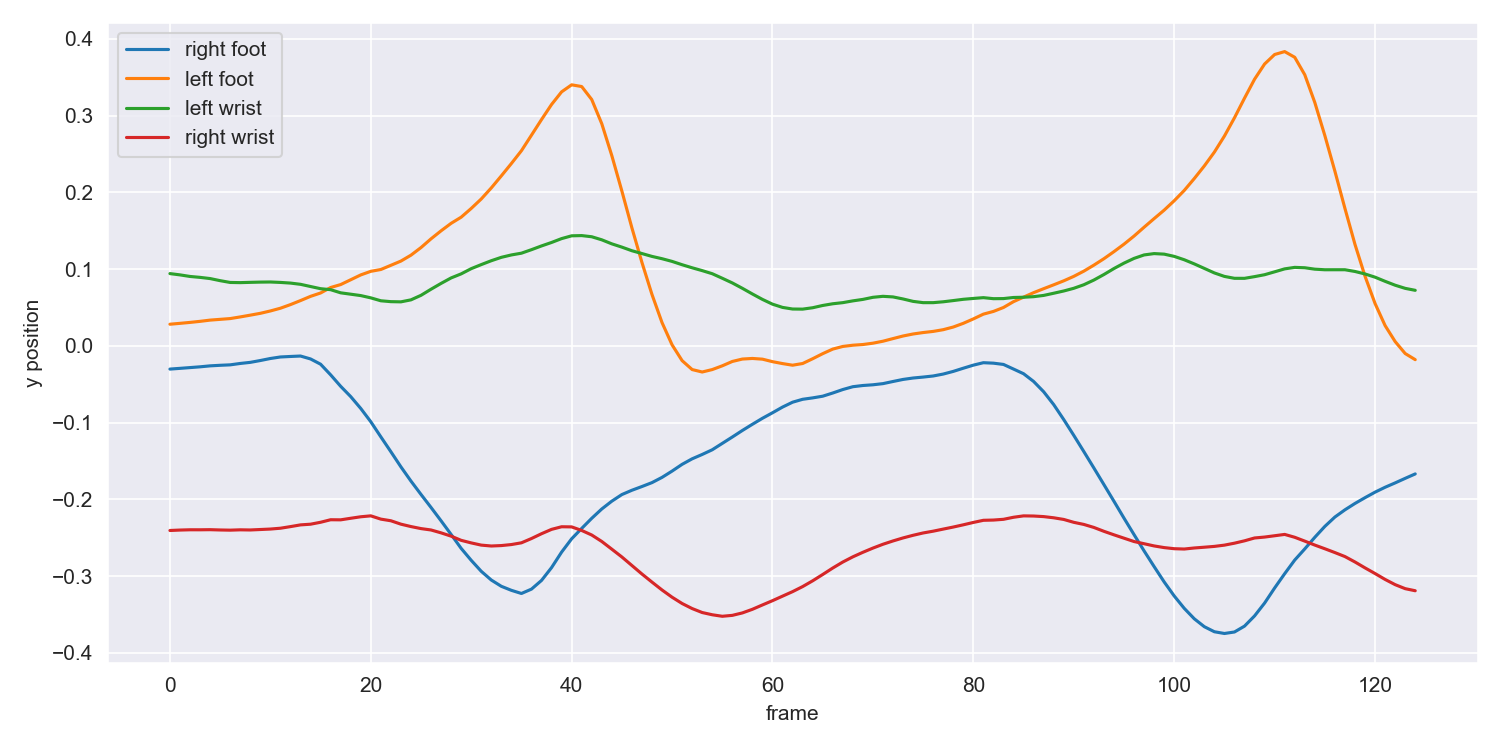 right foot
left foot
left wrist
right wrist
0.4
0.3
0.2
0.1
0.0
−0.1
−0.2
−0.3
−0.4
y position
0 20 40 60 80 100 120
frame